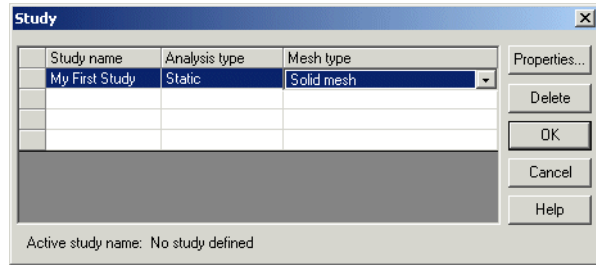 Study
Study name Analysis type Mesh type
My First Study Static Solid mesh
Properties...
Delete
OK
Cancel
Help
Active study name: No study defined